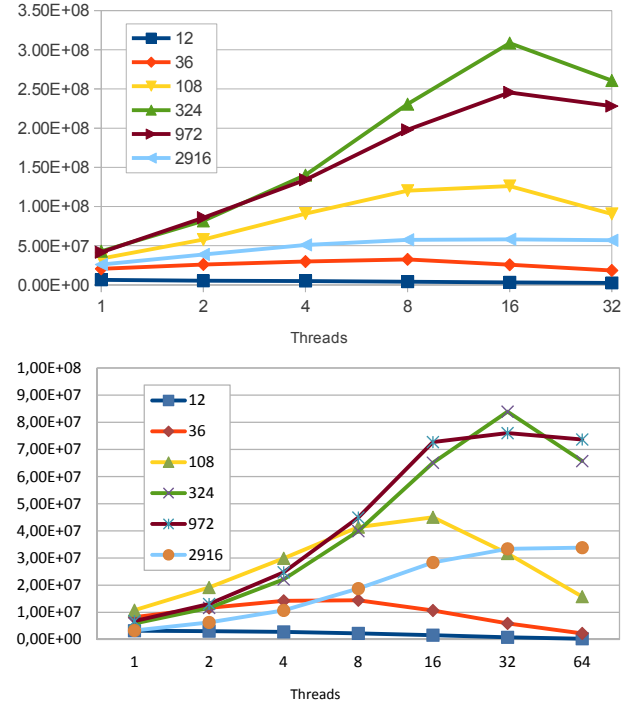 3.50E+08
3.00E+08
2.50E+08
2.00E+08
1.50E+08
1.00E+08
5.00E+07
0.00E+00
12
36
108
324
972
2916
1 2 4 8 16 32
Threads
1,00E+08
9,00E+07
8,00E+07
7,00E+07
6,00E+07
5,00E+07
4,00E+07
3,00E+07
2,00E+07
1,00E+07
0,00E+00
12
36
108
324
972
2916
1 2 4 8 16 32 64
Threads